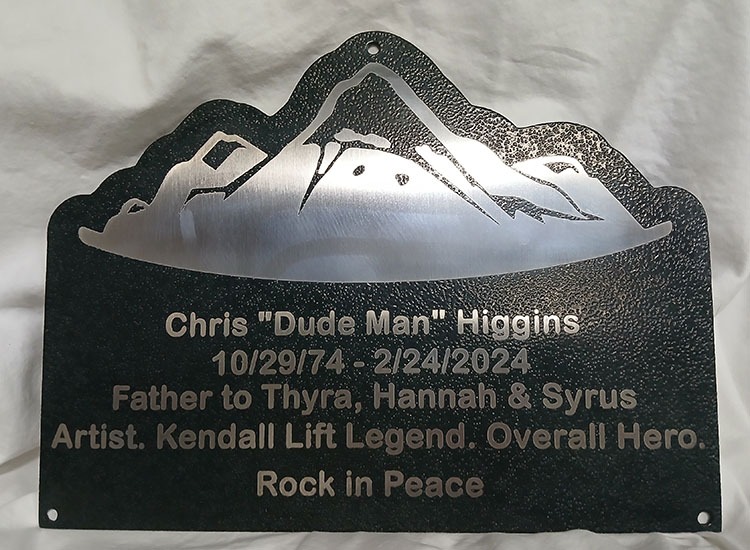 Chris "Dude Man" Higgins
10/29/74 - 2/24/2024
Father to Thyra, Hannah & Syrus
Artist. Kendall Lift Legend. Overall Hero.
Rock in Peace